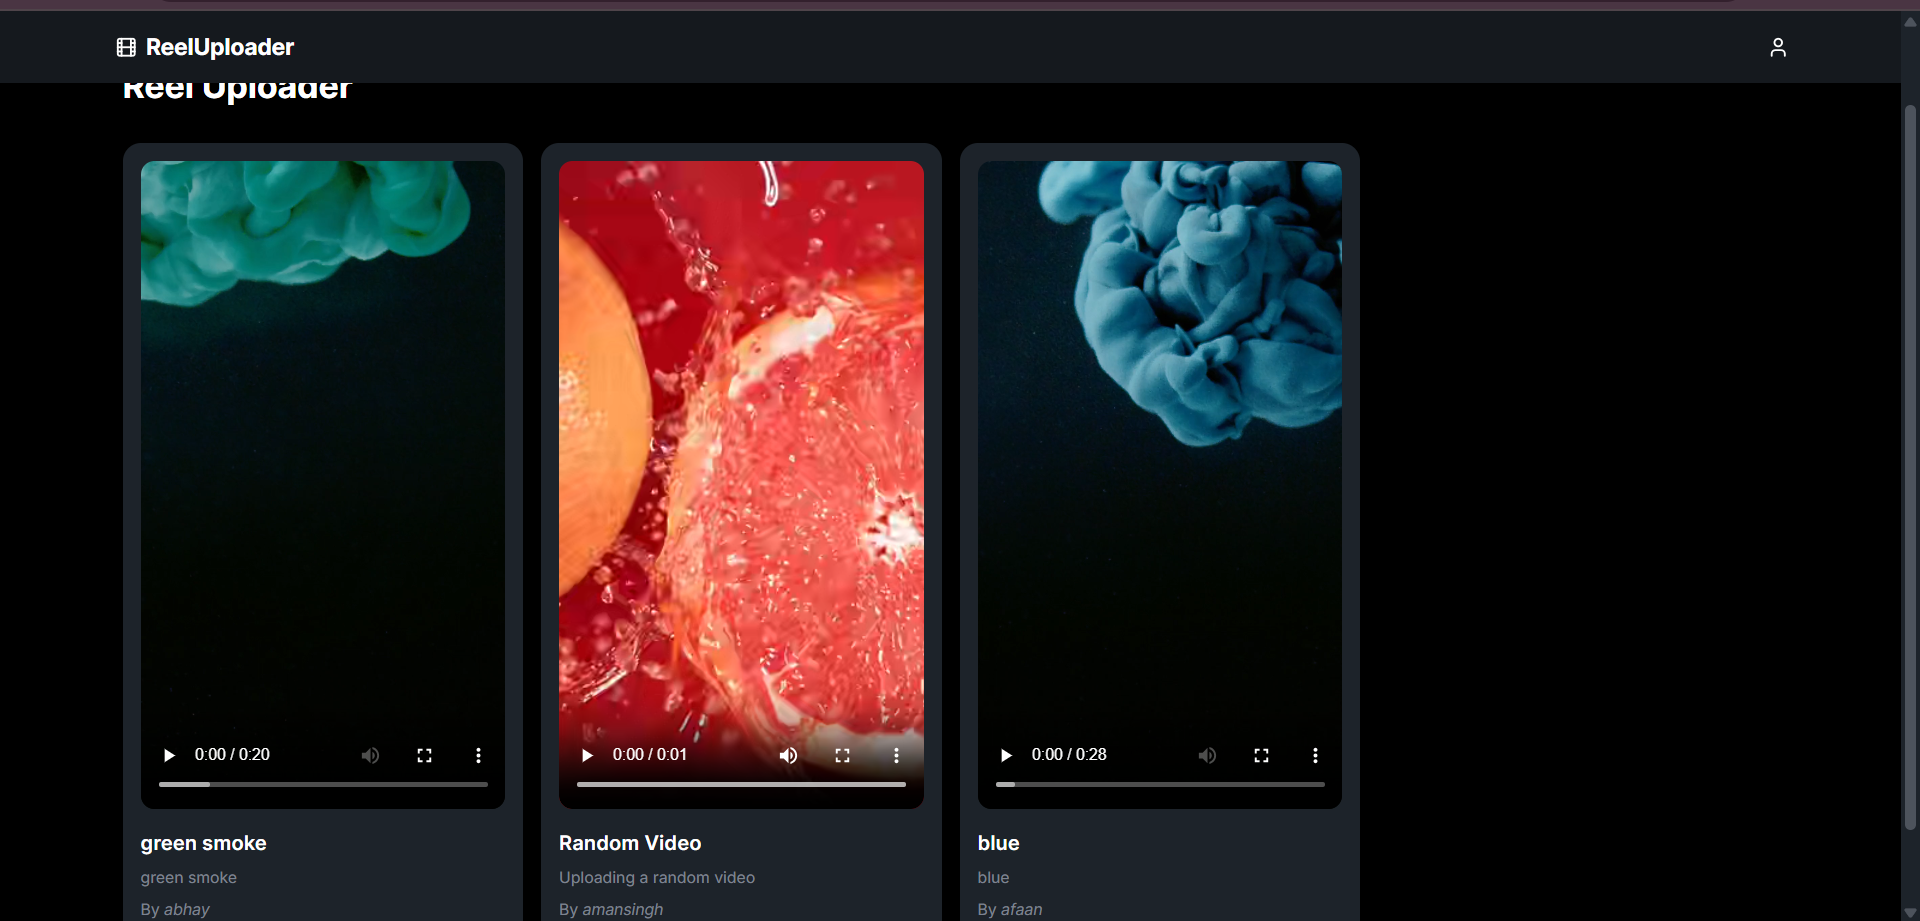 ReelUploader
Reel Uploader
0:00 / 0:20
0:00 / 0:01
0:00 / 0:28
green smoke
green smoke
By abhay
Random Video
Uploading a random video
By amansingh
blue
blue
By afaan